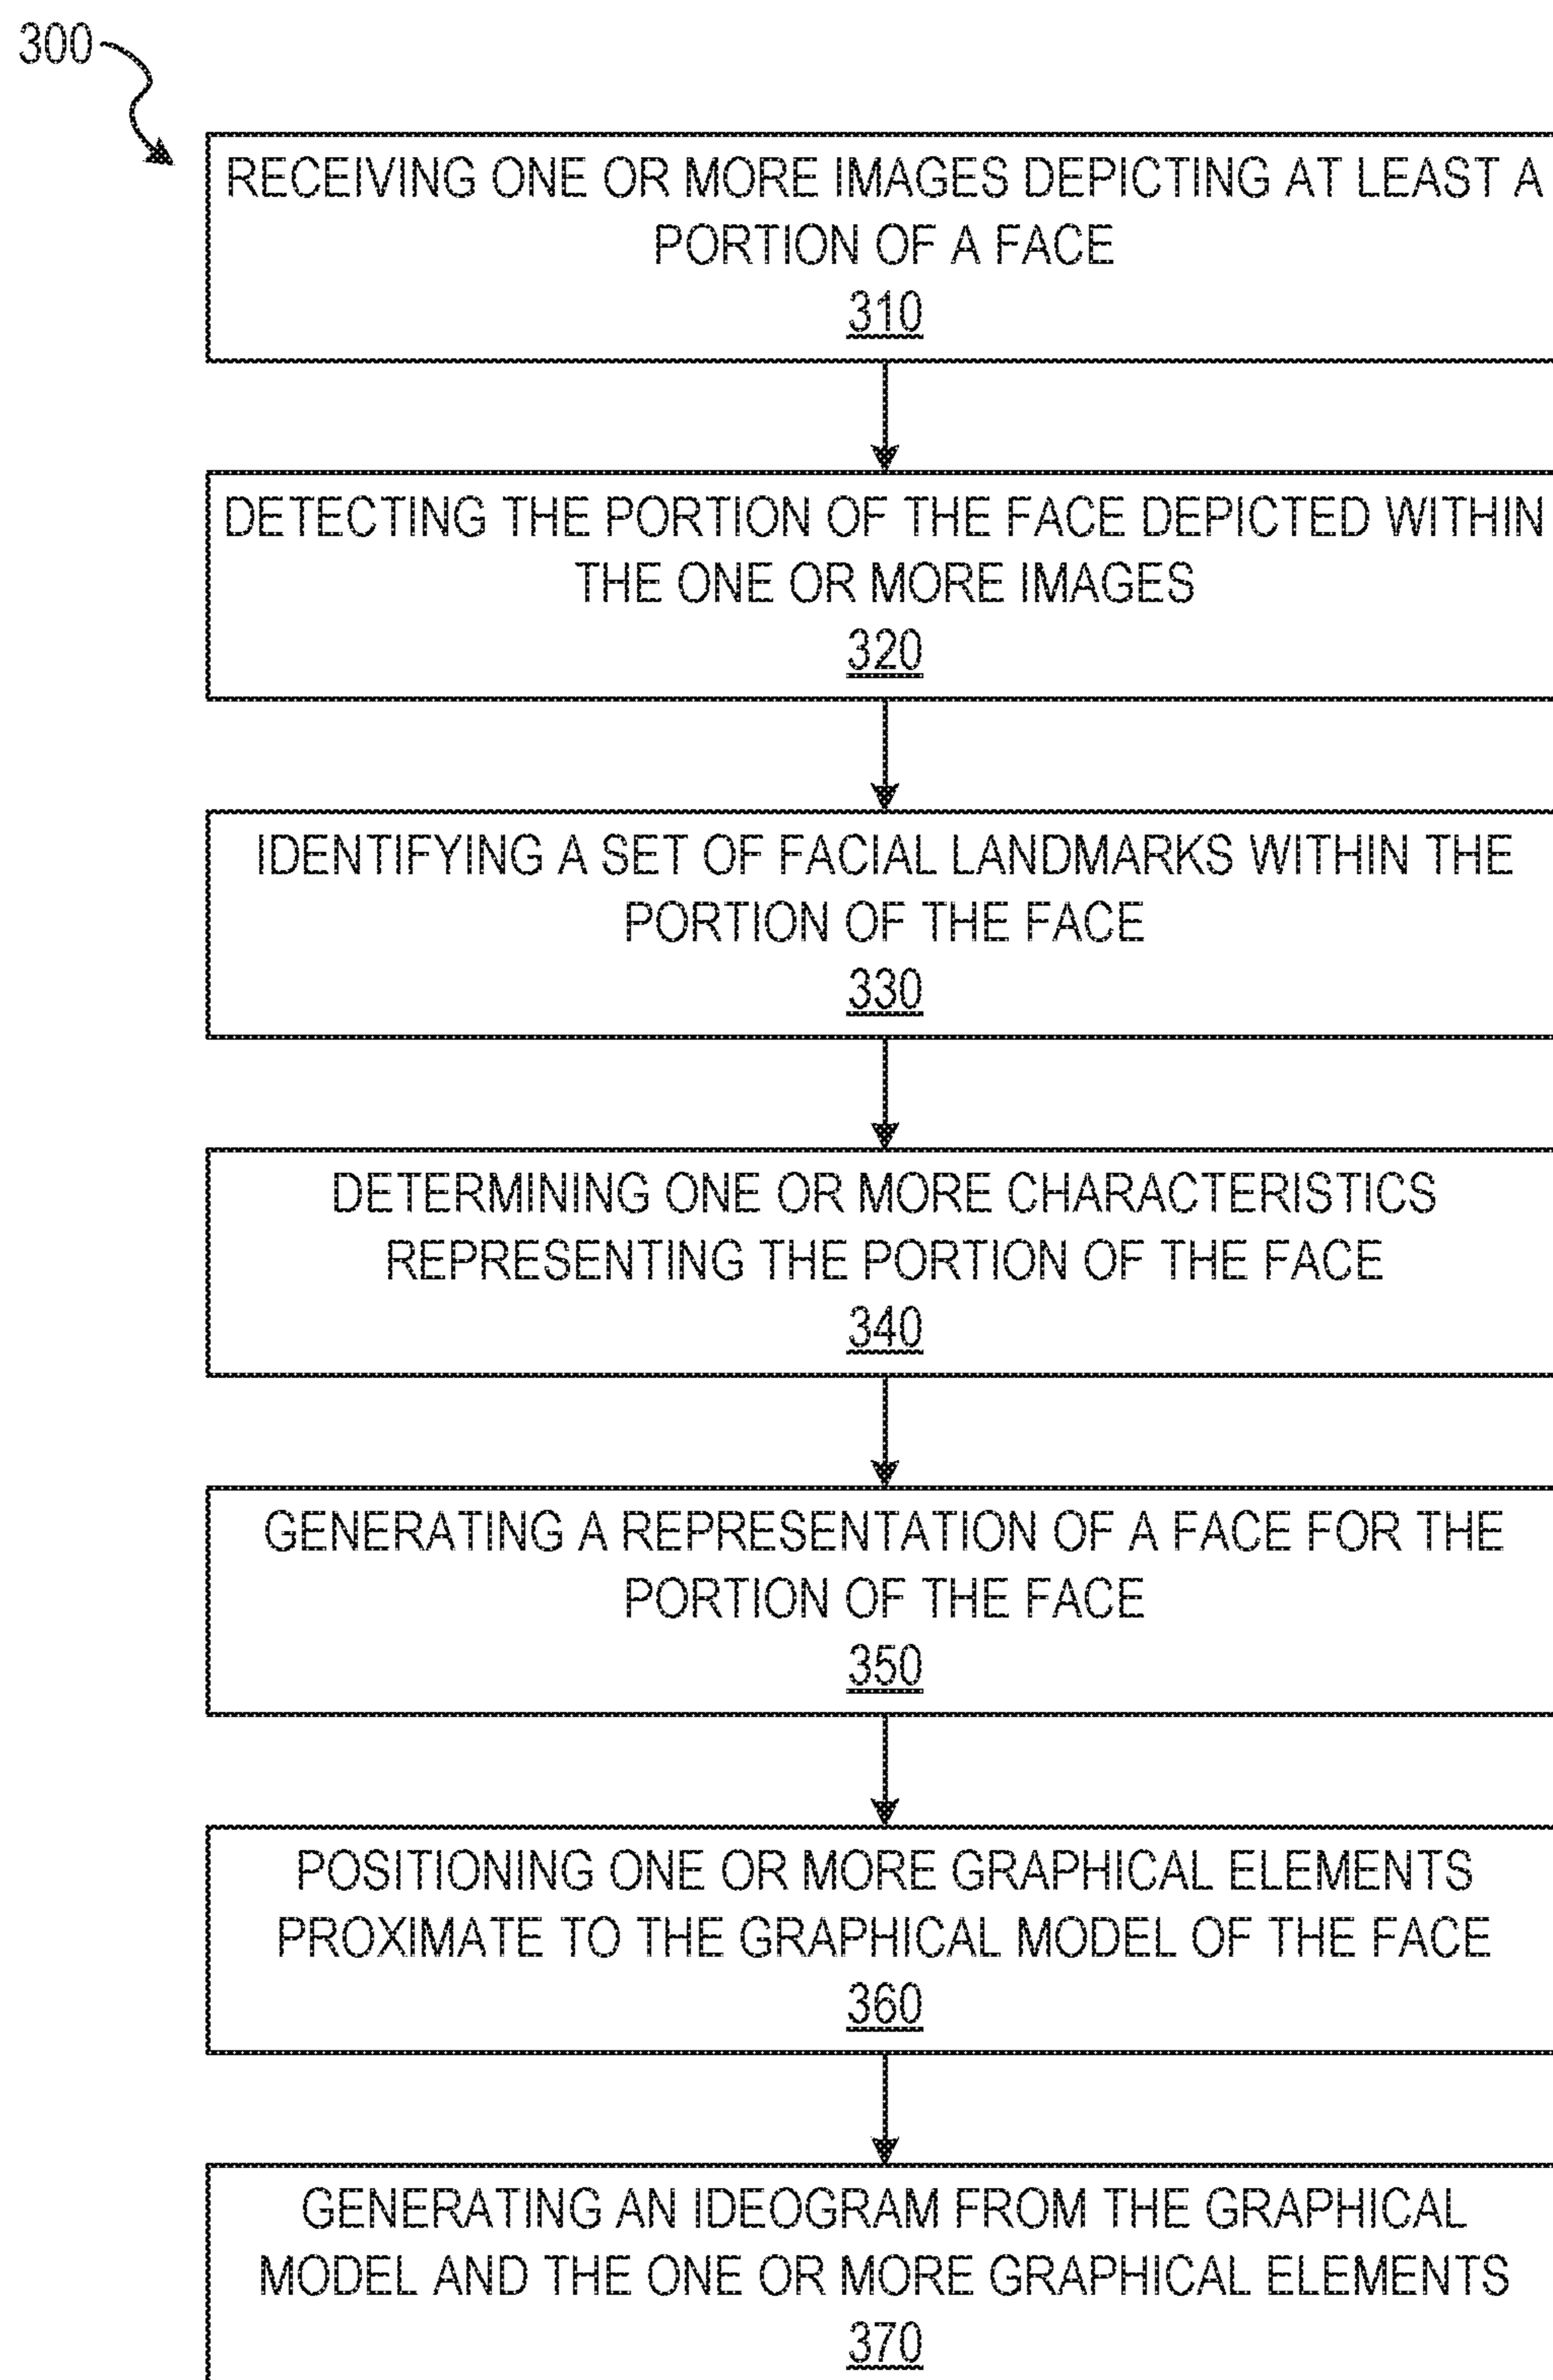 300
RECEIVING ONE OR MORE IMAGES DEPICTING AT LEAST A
PORTION OF A FACE
310
DETECTING THE PORTION OF THE FACE DEPICTED WITHIN
THE ONE OR MORE IMAGES
320
IDENTIFYING A SET OF FACIAL LANDMARKS WITHIN THE
PORTION OF THE FACE
330
DETERMINING ONE OR MORE CHARACTERISTICS
REPRESENTING THE PORTION OF THE FACE
340
GENERATING A REPRESENTATION OF A FACE FOR THE
PORTION OF THE FACE
350
POSITIONING ONE OR MORE GRAPHICAL ELEMENTS
PROXIMATE TO THE GRAPHICAL MODEL OF THE FACE
360
GENERATING AN IDEOGRAM FROM THE GRAPHICAL
MODEL AND THE ONE OR MORE GRAPHICAL ELEMENTS
370